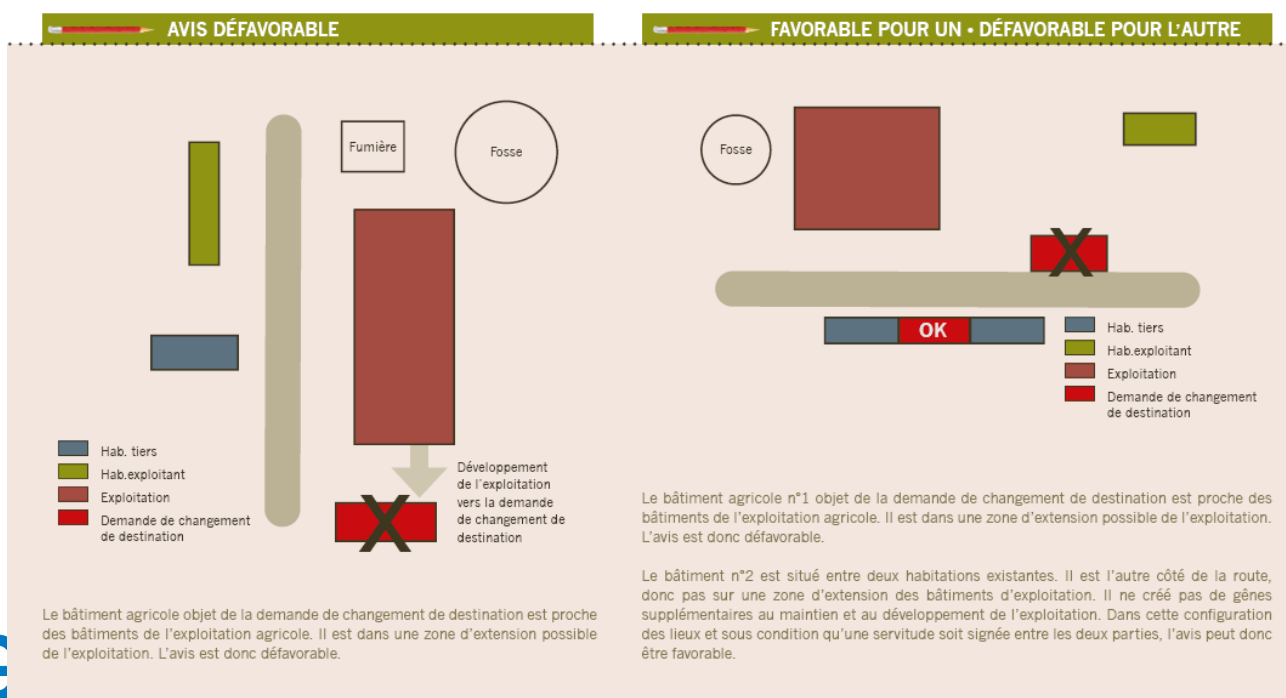 AVIS DÉFAVORABLE
Fumière
Fosse
Hab. tiers
Hab.exploitant
Exploitation
Demande de changement
de destination
Développement
de l'exploitation
vers la demande
de changement de
destination
X
Le bâtiment agricole objet de la demande de changement de destination est proche
des bâtiments de l'exploitation agricole. Il est dans une zone d'extension possible
de l'exploitation. L'avis est donc défavorable.
FAVORABLE POUR UN • DÉFAVORABLE POUR L'AUTRE
Fosse
X
OK
Hab. tiers
Hab.exploitant
Exploitation
Demande de changement
de destination
Le bâtiment agricole n°1 objet de la demande de changement de destination est proche des
bâtiments de l'exploitation agricole. Il est dans une zone d'extension possible de l'exploitation.
L'avis est donc défavorable.
Le bâtiment n°2 est situé entre deux habitations existantes. Il est l'autre côté de la route,
donc pas sur une zone d'extension des bâtiments d'exploitation. Il ne créé pas de gênes
supplémentaires au maintien et au développement de l'exploitation. Dans cette configuration
des lieux et sous condition qu'une servitude soit signée entre les deux parties, l'avis peut donc
être favorable.